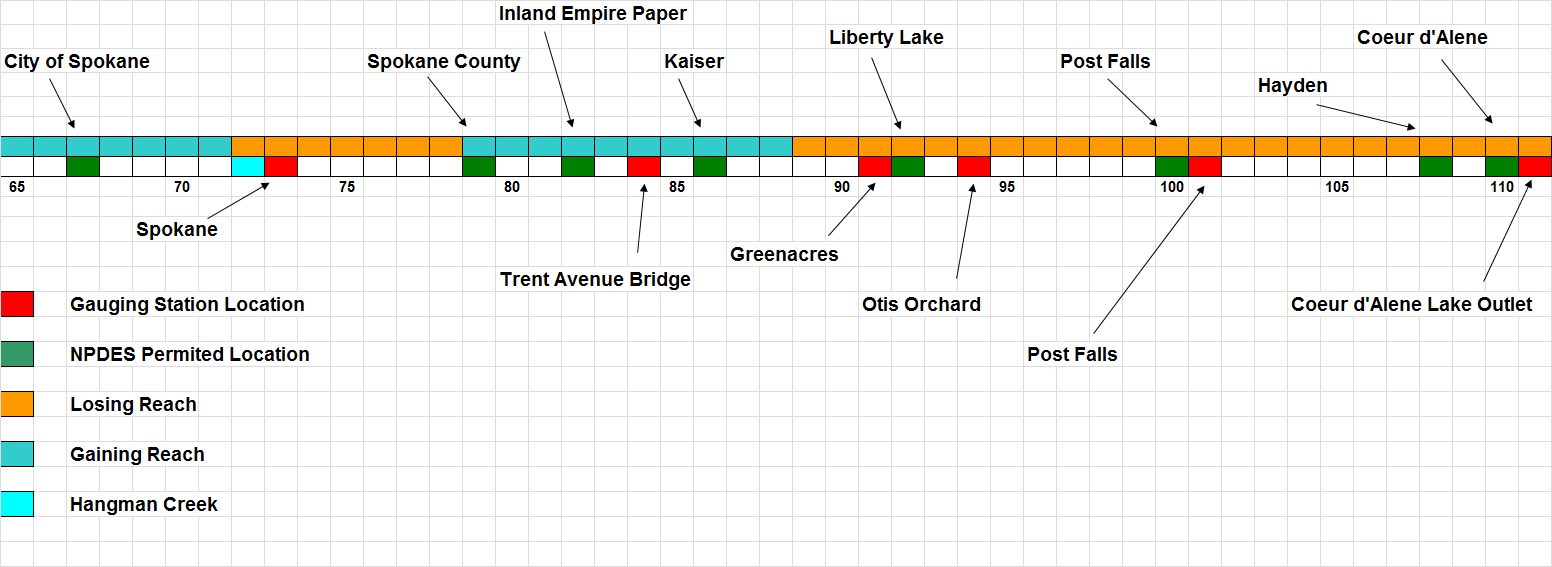 Inland Empire Paper
Liberty Lake
Coeur d'Alene
City of Spokane
Spokane County
Kaiser
Post Falls
Hayden
65 70 75 80 85 90 95 100 105 110
Spokane
Greenacres
Trent Avenue Bridge
Gauging Station Location
Otis Orchard
Coeur d'Alene Lake Outlet
NPDES Permited Location
Post Falls
Losing Reach
Gaining Reach
Hangman Creek